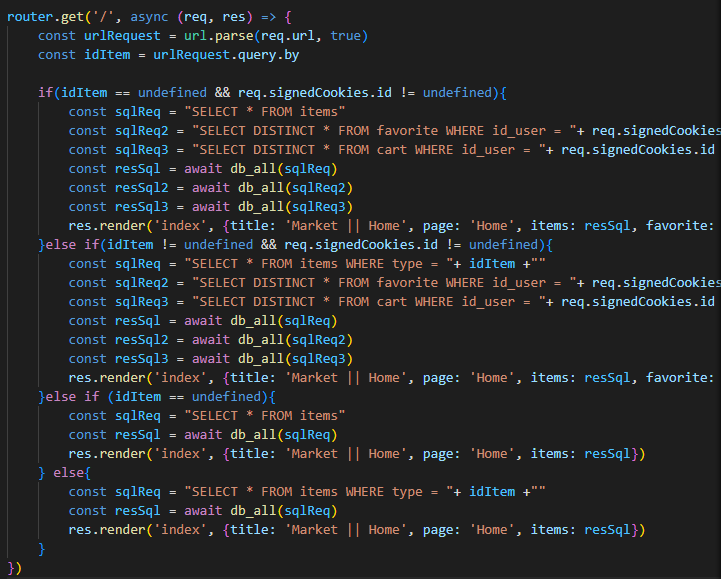 router.get('/', async (req, res) => {
    const urlRequest = url.parse(req.url, true)
    const idItem = urlRequest.query.by
    if(idItem == undefined && req.signedCookies.id != undefined){
        const sqlReq = "SELECT * FROM items"
        const sqlReq2 = "SELECT DISTINCT * FROM favorite WHERE id_user = "+ req.signedCookies
        const sqlReq3 = "SELECT DISTINCT * FROM cart WHERE id_user = "+ req.signedCookies.id
        const resSql = await db_all(sqlReq)
        const resSql2 = await db_all(sqlReq2)
        const resSql3 = await db_all(sqlReq3)
        res.render('index', {title: 'Market || Home', page: 'Home', items: resSql, favorite:
    }else if(idItem != undefined && req.signedCookies.id != undefined){
        const sqlReq = "SELECT * FROM items WHERE type = "+ idItem +""
        const sqlReq2 = "SELECT DISTINCT * FROM favorite WHERE id_user = "+ req.signedCookies
        const sqlReq3 = "SELECT DISTINCT * FROM cart WHERE id_user = "+ req.signedCookies.id
        const resSql = await db_all(sqlReq)
        const resSql2 = await db_all(sqlReq2)
        const resSql3 = await db_all(sqlReq3)
        res.render('index', {title: 'Market || Home', page: 'Home', items: resSql, favorite:
    }else if (idItem == undefined){
        const sqlReq = "SELECT * FROM items"
        const resSql = await db_all(sqlReq)
        res.render('index', {title: 'Market || Home', page: 'Home', items: resSql})
    } else{
        const sqlReq = "SELECT * FROM items WHERE type = "+ idItem +""
        const resSql = await db_all(sqlReq)
        res.render('index', {title: 'Market || Home', page: 'Home', items: resSql})
    }
})